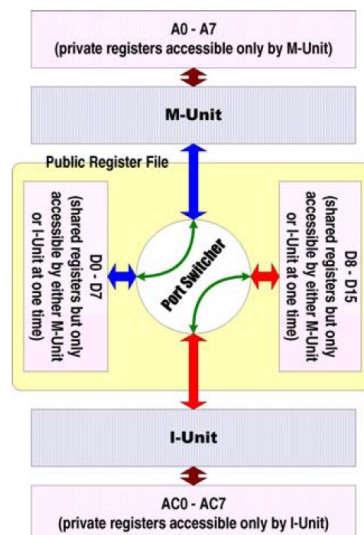 A0 - A7
(private registers accessible only by M-Unit)
M-Unit
Public Register File
D0 - D7
(shared registers but only
accessible by either M-Unit
or I-Unit at one time)
Port Switcher
D8 - D15
(shared registers but only
accessible by either M-Unit
or I-Unit at one time)
I-Unit
AC0 - AC7
(private registers accessible only by I-Unit)